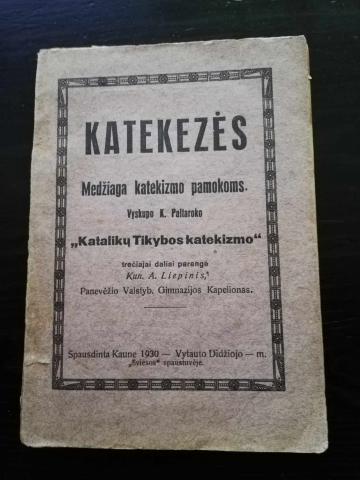 KATEKEZĖS
Medžiaga katekizmo pamokoms.
Vyskupo K. Paltaroko
„Katalikų Tikybos katekizmo“
trečiajai daliai parengė
Kun. A. Liepinis,
Panevėžio Valstyb. Gimnazijos Kapelionas.
Spausdinta Kaune 1930 — Vytauto Didžiojo — m.
„Šviesos“ spaustuvėje.